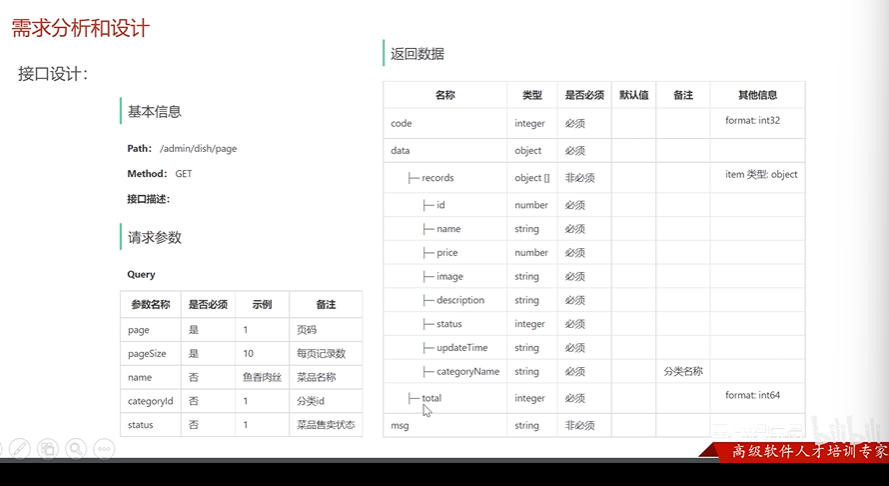 需求分析和设计
接口设计：
基本信息
Path： /admin/dish/page
Method： GET
接口描述：
请求参数
Query
参数名称 是否必须 示例 备注
page 是 1 页码
pageSize 是 10 每页记录数
name 否 鱼香肉丝 菜品名称
categoryId 否 1 分类id
status 否 1 菜品售卖状态
返回数据
名称 类型 是否必须 默认值 备注 其他信息
code integer 必须 format: int32
data object 必须
├─ records object [] 非必须 item 类型: object
├─ id number 必须
├─ name string 必须
├─ price number 必须
├─ image string 必须
├─ description string 必须
├─ status integer 必须
├─ updateTime string 必须
├─ categoryName string 必须 分类名称
├─ total integer 必须 format: int64
msg string 非必须
bilibili
高级软件人才培训专家